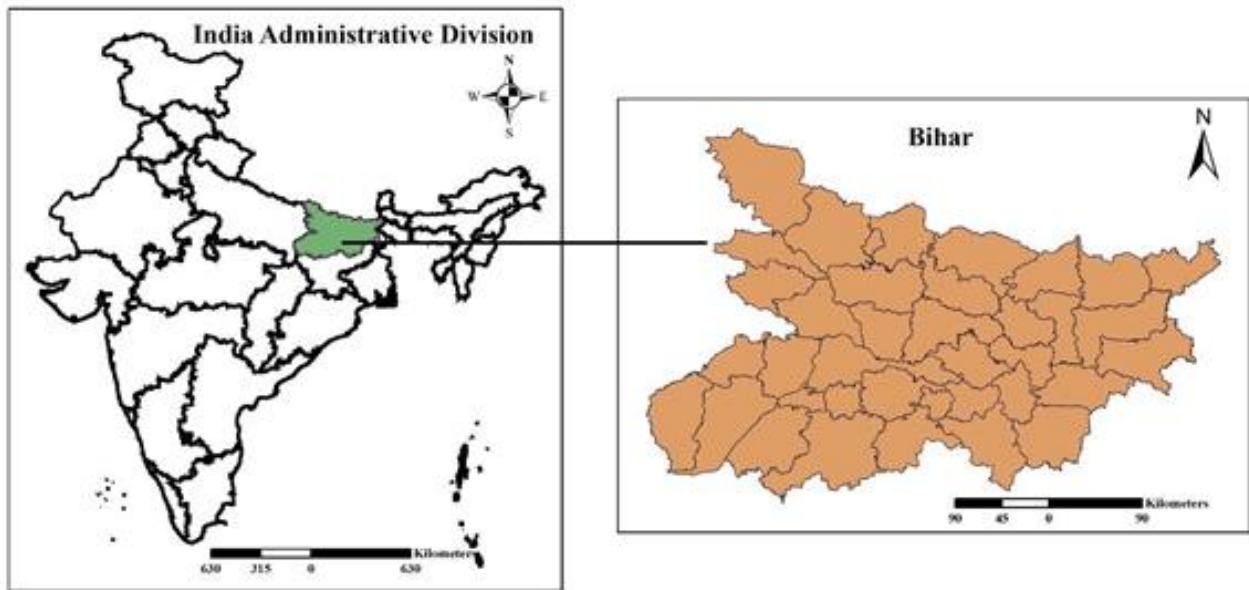 India Administrative Division
N
W E
S
Kilometers
630 315 0 630
Bihar
N
Kilometers
90 45 0 90